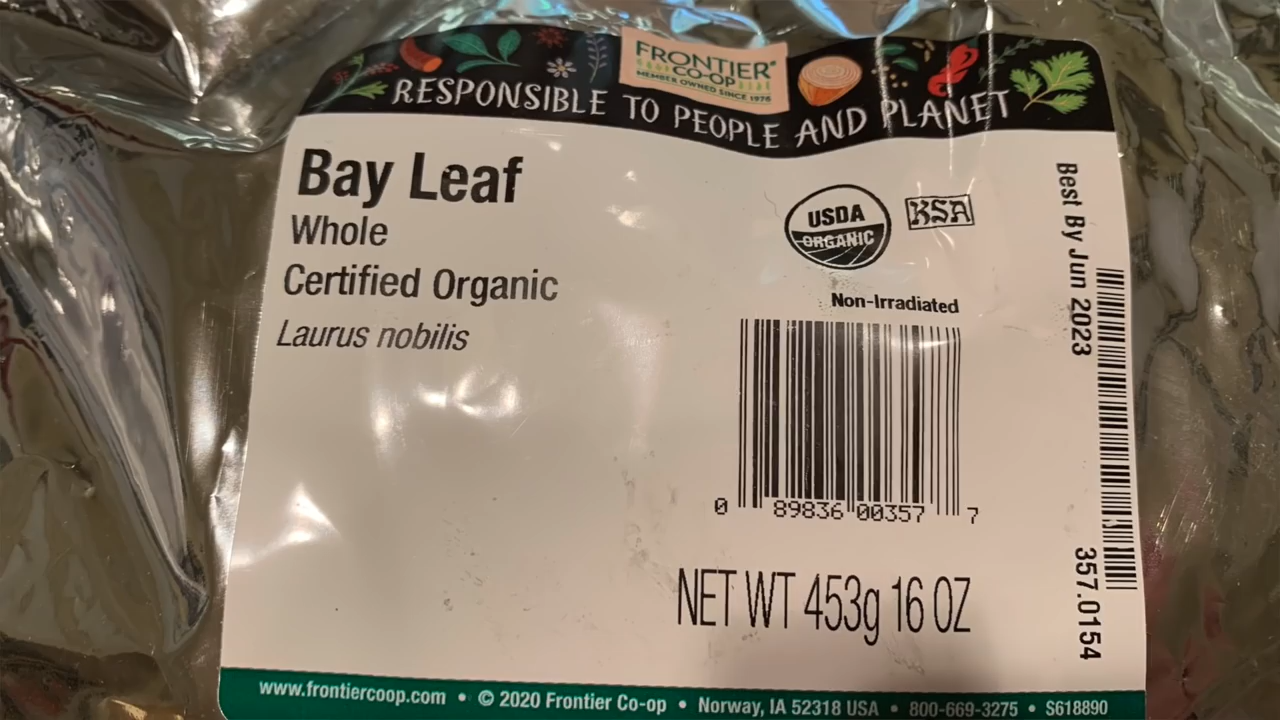 FRONTIER®
CO-OP
MEMBER OWNED SINCE 1976
RESPONSIBLE TO PEOPLE AND PLANET
Bay Leaf
Whole
Certified Organic
Laurus nobilis
USDA
ORGANIC
KSA
Non-Irradiated
0 89836 00357 7
NET WT 453g 16 OZ
Best By Jun 2023
357.0154
www.frontiercoop.com • © 2020 Frontier Co-op • Norway, IA 52318 USA • 800-669-3275 • S618890